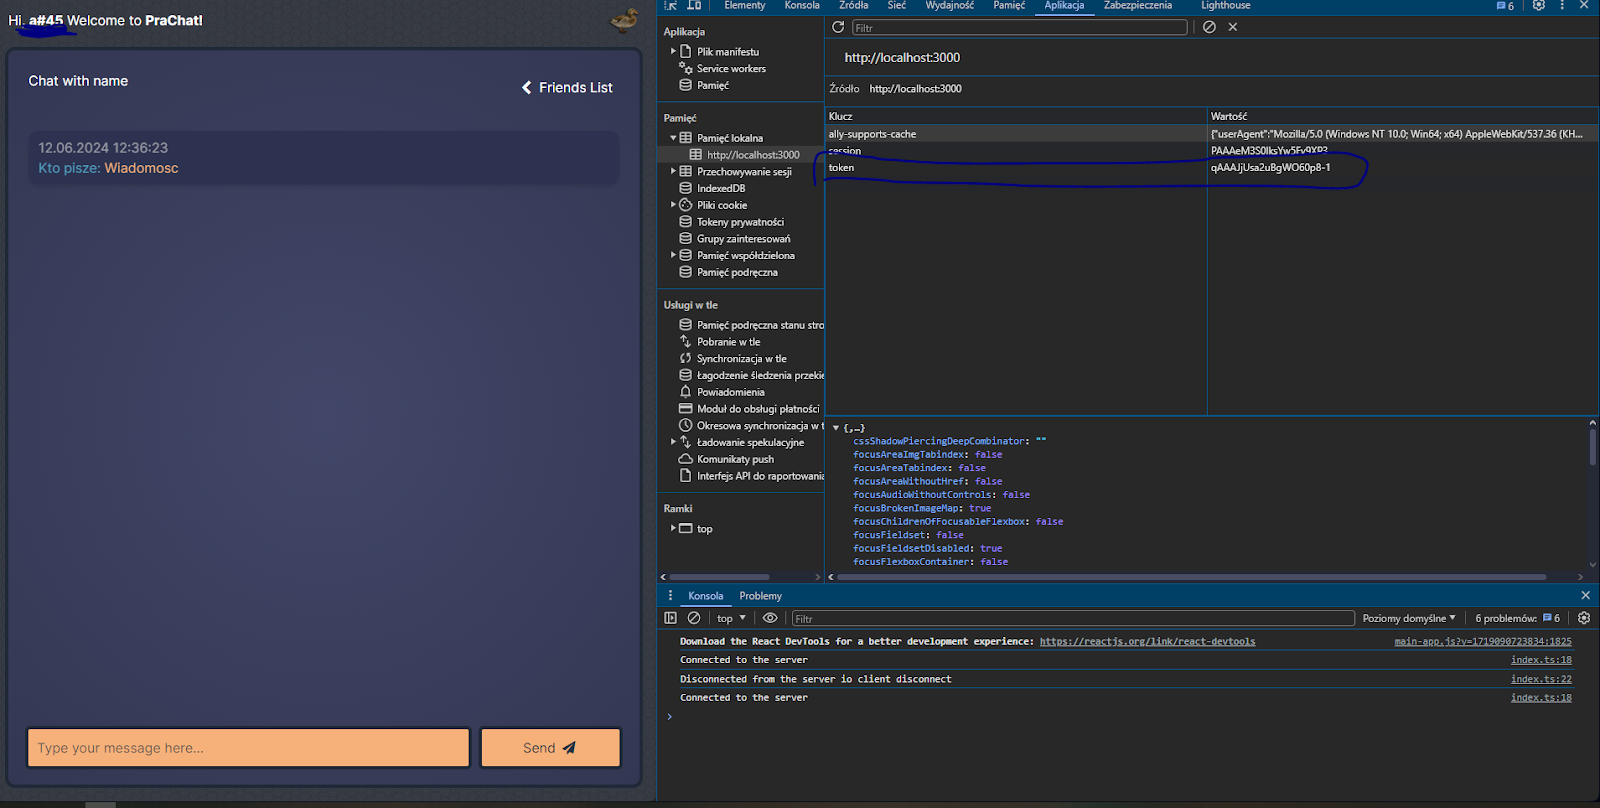 Hi, a#45 Welcome to PraChat!
Chat with name
Friends List
12.06.2024 12:36:23
Kto pisze: Wiadomosc
Type your message here...
Send
Elementy Konsola Źródła Sieć Wydajność Pamięć Aplikacja Zabezpieczenia Lighthouse 6
Aplikacja
Plik manifestu
Service workers
Pamięć
Pamięć
Pamięć lokalna
http://localhost:3000
Przechowywanie sesji
IndexedDB
Pliki cookie
Tokeny prywatności
Grupy zainteresowań
Pamięć współdzielona
Pamięć podręczna
Usługi w tle
Pamięć podręczna stanu stro
Pobranie w tle
Synchronizacja w tle
Łagodzenie śledzenia przekie
Powiadomienia
Moduł do obsługi płatności
Okresowa synchronizacja w t
Ładowanie spekulacyjne
Komunikaty push
Interfejs API do raportowania
Ramki
top
Filtr
http://localhost:3000
Źródło http://localhost:3000
Klucz Wartość
ally-supports-cache {"userAgent":"Mozilla/5.0 (Windows NT 10.0; Win64; x64) AppleWebKit/537.36 (KH...
session
token qAAAJjUsa2uBgWO60p8-1
{,…}
cssShadowPiercingDeepCombinator: ""
focusAreaImgTabindex: false
focusAreaTabindex: false
focusAreaWithoutHref: false
focusAudioWithoutControls: false
focusBrokenImageMap: true
focusChildrenOfFocusableFlexbox: false
focusFieldset: false
focusFieldsetDisabled: true
focusFlexboxContainer: false
Konsola Problemy
top Filtr Poziomy domyślne 6 problemów: 6
Download the React DevTools for a better development experience: https://reactjs.org/link/react-devtools main-app.js?v=1719090723834:1825
Connected to the server index.ts:18
Disconnected from the server io client disconnect index.ts:22
Connected to the server index.ts:18